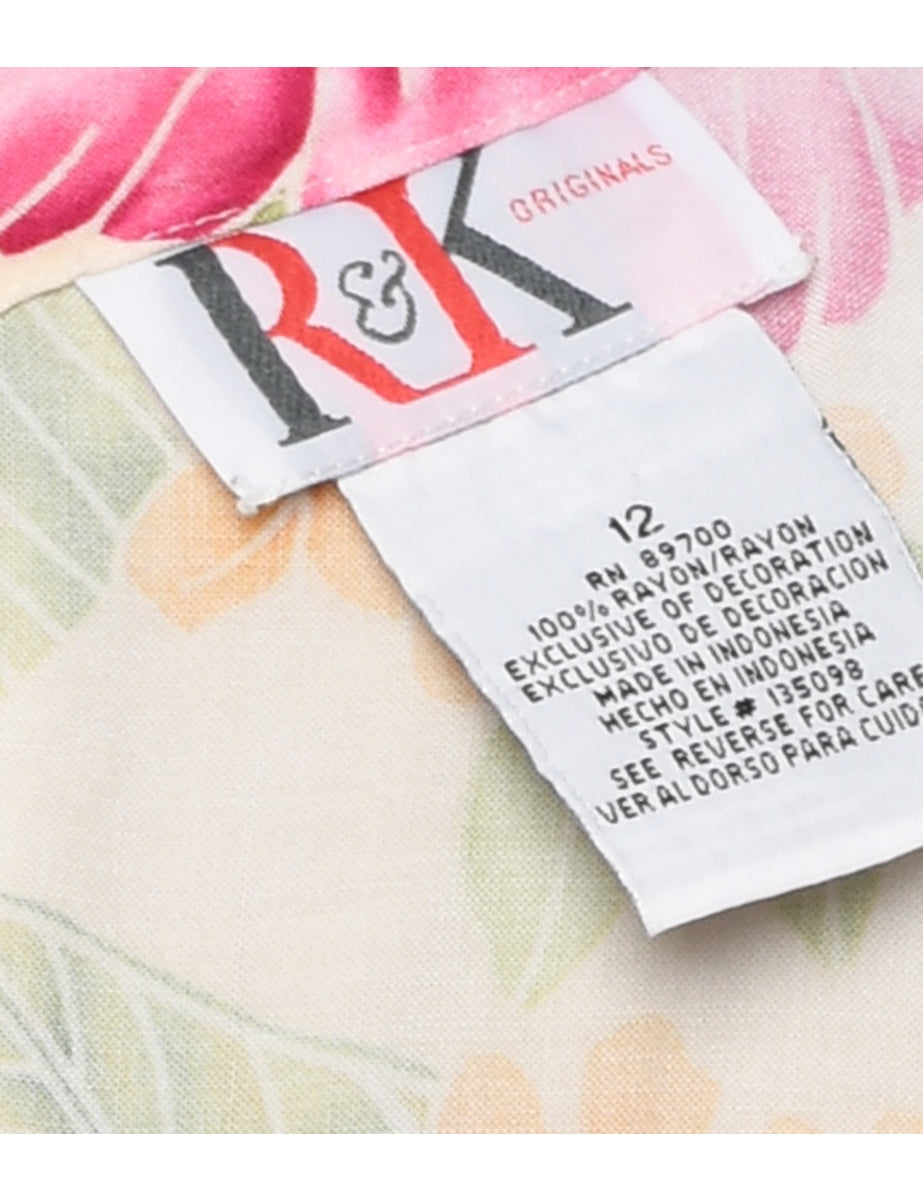 R&K
ORIGINALS
12
RN 89700
100% RAYON/RAYON
EXCLUSIVE OF DECORATION
EXCLUSIVO DE DECORACION
MADE IN INDONESIA
HECHO EN INDONESIA
STYLE # 135098
SEE REVERSE FOR CARE
VER AL DORSO PARA CUIDA